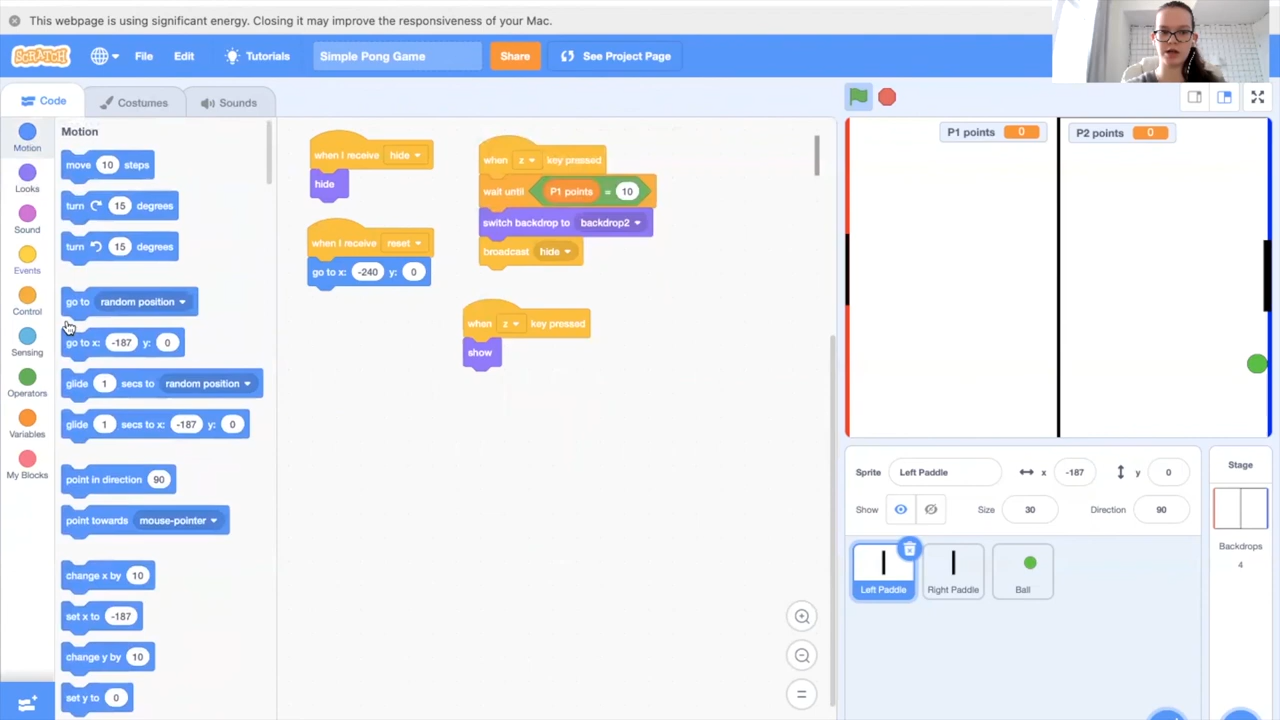 This webpage is using significant energy. Closing it may improve the responsiveness of your Mac.
SCRATCH File Edit Tutorials Simple Pong Game Share See Project Page
Code Costumes Sounds
Motion
Looks
Sound
Events
Control
Sensing
Operators
Variables
My Blocks
Motion
move 10 steps
turn 15 degrees
turn 15 degrees
go to random position
go to x: -187 y: 0
glide 1 secs to random position
glide 1 secs to x: -187 y: 0
point in direction 90
point towards mouse-pointer
change x by 10
set x to -187
change y by 10
set y to 0
when I receive hide
hide
when I receive reset
go to x: -240 y: 0
when z key pressed
wait until P1 points = 10
switch backdrop to backdrop2
broadcast hide
when z key pressed
show
P1 points 0
P2 points 0
Sprite Left Paddle x -187 y 0
Show Size 30 Direction 90
Left Paddle
Right Paddle
Ball
Stage
Backdrops
4